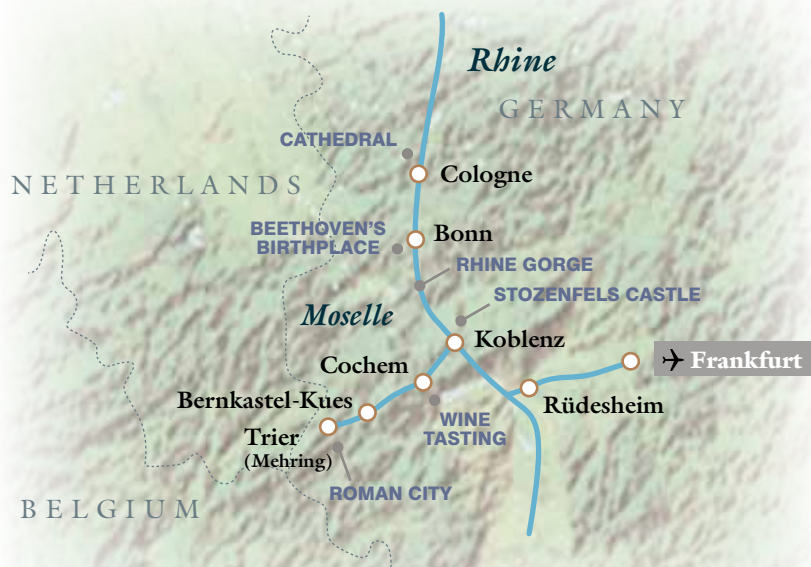 Rhine
GERMANY
CATHEDRAL
Cologne
NETHERLANDS
BEETHOVEN'S
BIRTHPLACE
Bonn
RHINE GORGE
STOZENFELS CASTLE
Moselle
Koblenz
Cochem
Frankfurt
Bernkastel-Kues
Rüdesheim
WINE
TASTING
Trier
(Mehring)
ROMAN CITY
BELGIUM